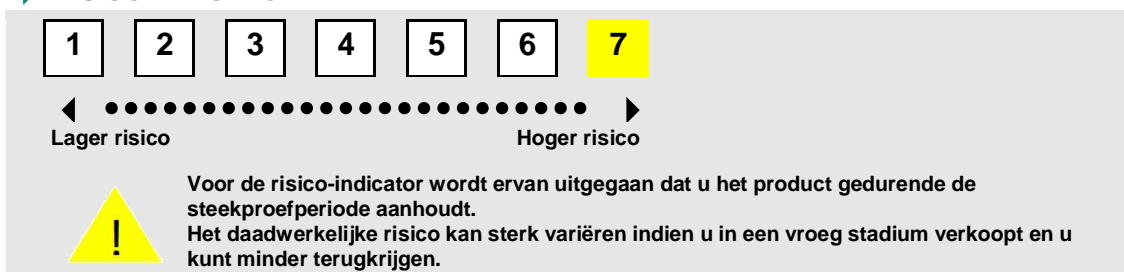 1 2 3 4 5 6 7
Lager risico Hoger risico
Voor de risico-indicator wordt ervan uitgegaan dat u het product gedurende de
steekproefperiode aanhoudt.
! Het daadwerkelijke risico kan sterk variëren indien u in een vroeg stadium verkoopt en u
kunt minder terugkrijgen.